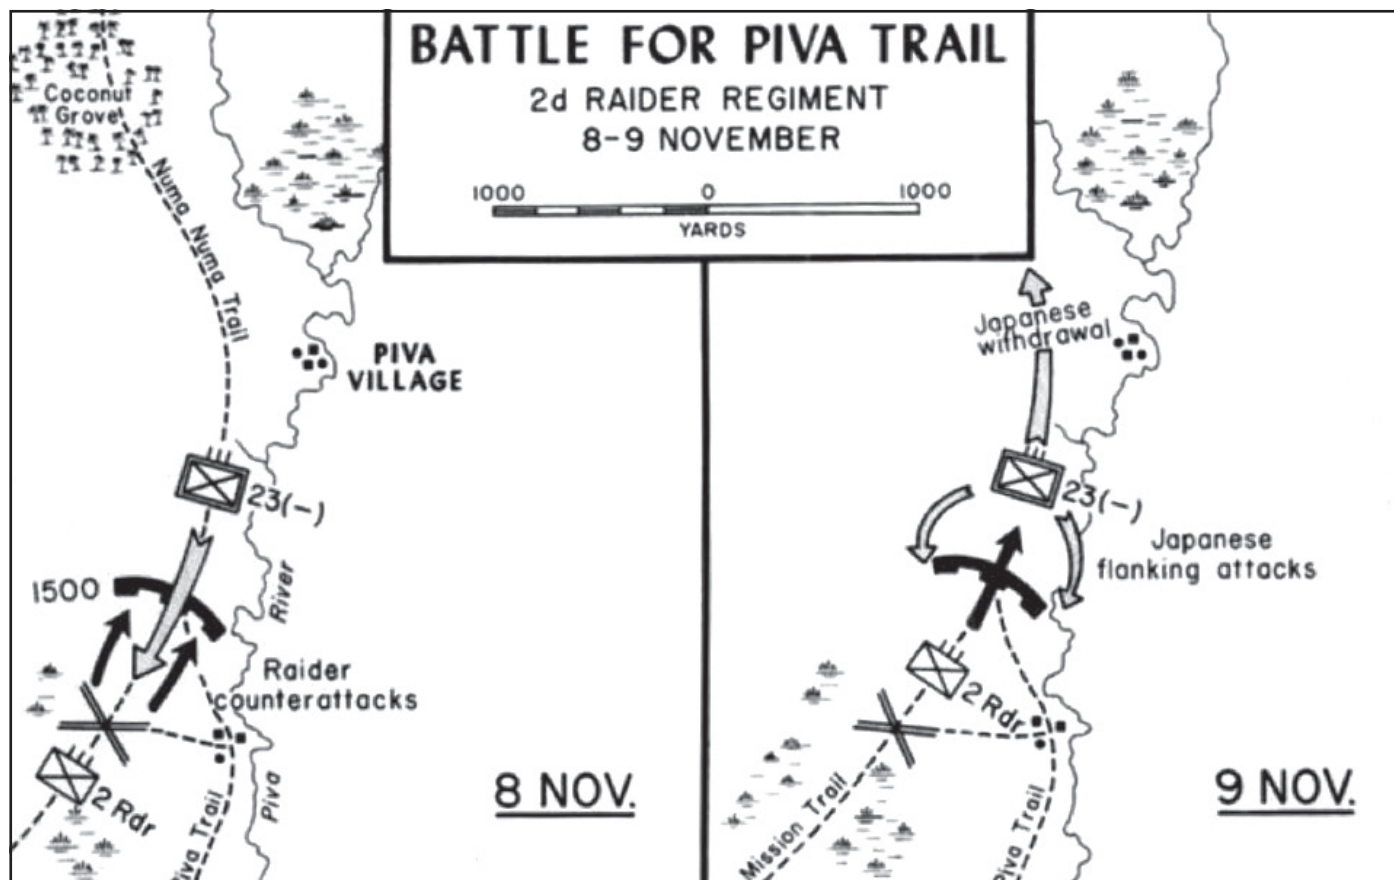 BATTLE FOR PIVA TRAIL
2d RAIDER REGIMENT
8-9 NOVEMBER
1000 0 1000
YARDS
Coconut
Grove
Numa Numa Trail
PIVA
VILLAGE
23(-)
1500
River
Raider
counterattacks
2 Rdr
Piva Trail
Piva
8 NOV.
Japanese
withdrawal
23(-)
Japanese
flanking attacks
2 Rdr
Mission Trail
Piva Trail
9 NOV.